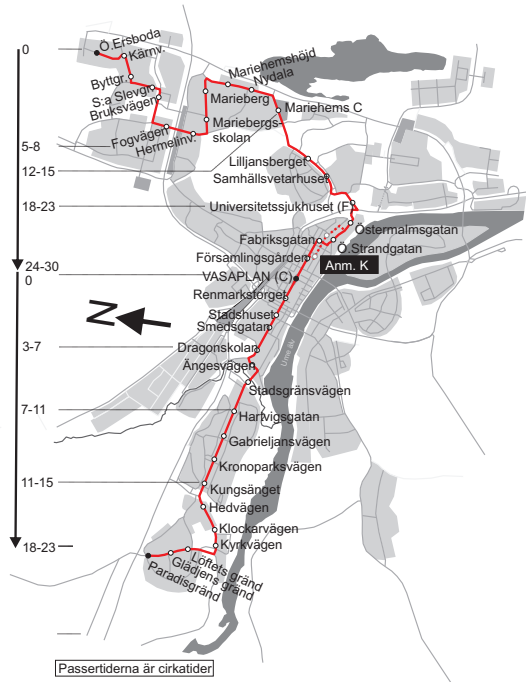 0
Ö.Ersboda
Kärnv.
Mariehemshöjd
Nydala
Byttgr.
S:a Slevgr.
Bruksvägen
Marieberg
Mariehems C
Fogvägen
Hermelinv.
Mariebergs-
skolan
5-8
Lilljansberget
12-15
Samhällsvetarhuset
18-23
Universitetssjukhuset (F)
Östermalmsgatan
Fabriksgatan
Ö Strandgatan
Församlingsgården
Anm. K
24-30
0
VASAPLAN (C)
Renmarkstorget
N
Stadshuset
Smedsgatan
3-7
Dragonskolan
Ume älv
Ängesvägen
Stadsgränsvägen
7-11
Hartvigsgatan
Gabrieljansvägen
Kronoparksvägen
11-15
Kungsänget
Hedvägen
Klockarvägen
18-23
Kyrkvägen
Löftets gränd
Glädjens gränd
Paradisgränd
Passertiderna är cirkatider